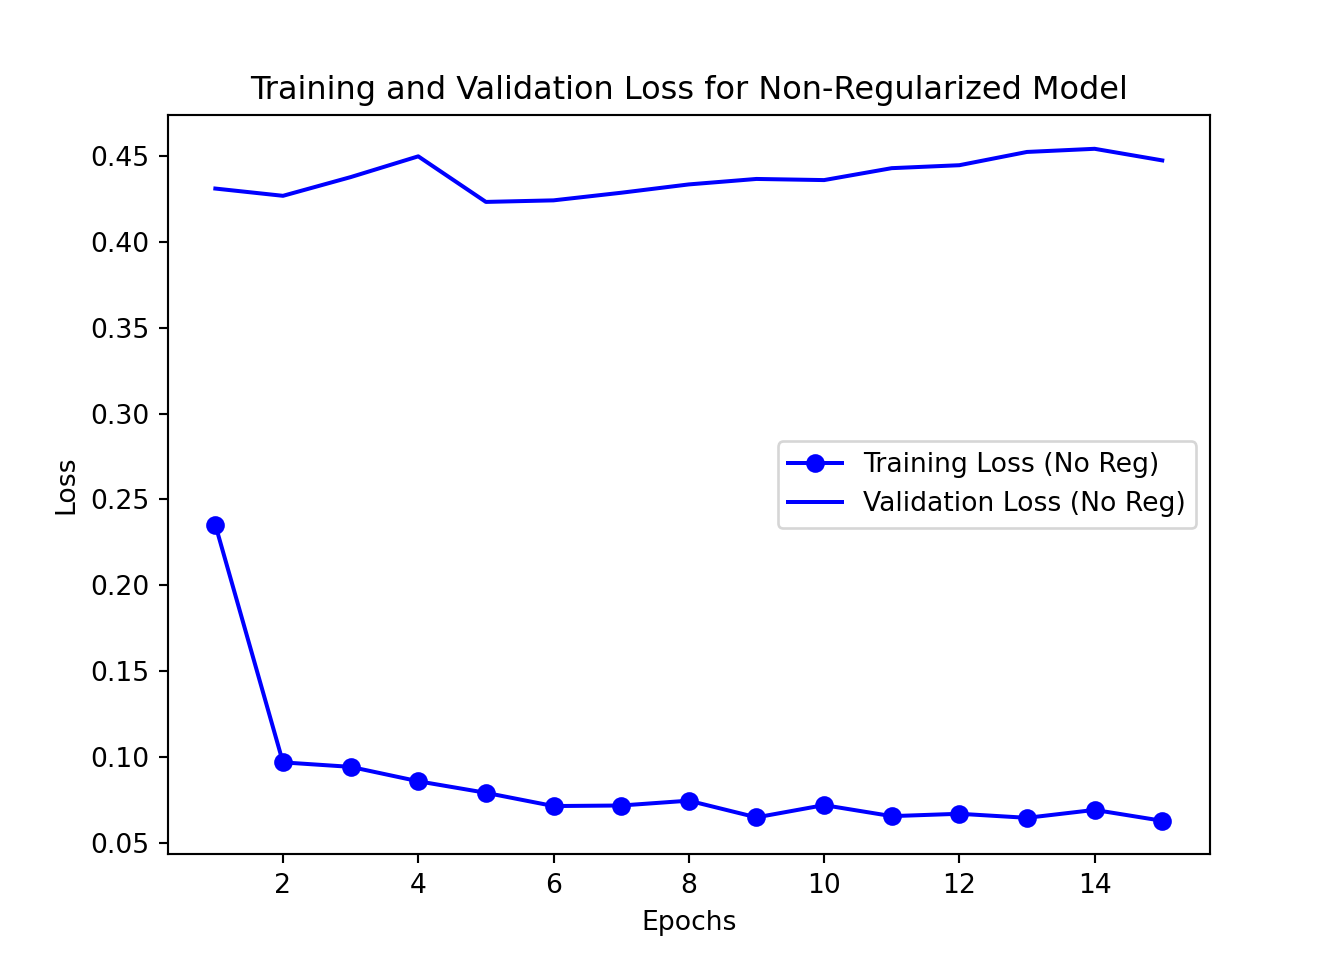 Training and Validation Loss for Non-Regularized Model
0.45
0.40
0.35
0.30
0.25
0.20
0.15
0.10
0.05
Loss
Training Loss (No Reg)
Validation Loss (No Reg)
2 4 6 8 10 12 14
Epochs